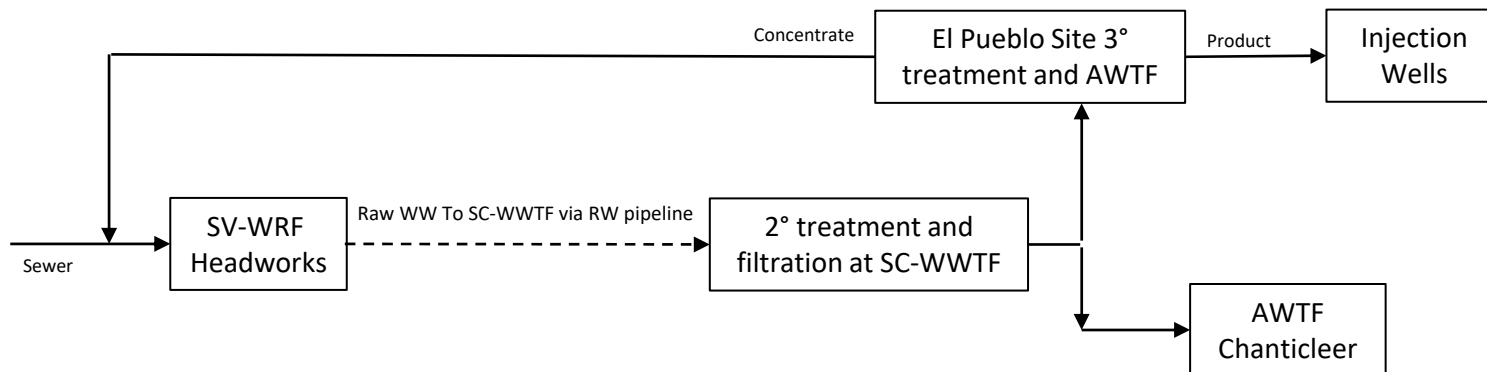 Concentrate
El Pueblo Site 3°
treatment and AWTF
Product
Injection
Wells
Sewer
SV-WRF
Headworks
Raw WW To SC-WWTF via RW pipeline
2° treatment and
filtration at SC-WWTF
AWTF
Chanticleer